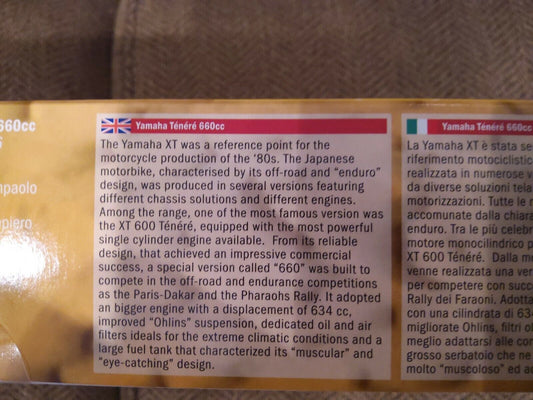 660cc
npaolo
piero
Yamaha Ténéré 660cc
The Yamaha XT was a reference point for the
motorcycle production of the '80s. The Japanese
motorbike, characterised by its off-road and “enduro”
design, was produced in several versions featuring
different chassis solutions and different engines.
Among the range, one of the most famous version was
the XT 600 Ténéré, equipped with the most powerful
single cylinder engine available. From its reliable
design, that achieved an impressive commercial
success, a special version called “660” was built to
compete in the off-road and endurance competitions
as the Paris-Dakar and the Pharaohs Rally. It adopted
an bigger engine with a displacement of 634 cc,
improved “Ohlins” suspension, dedicated oil and air
filters ideals for the extreme climatic conditions and a
large fuel tank that characterized its “muscular” and
“eye-catching” design.
Yamaha Ténéré 660cc
La Yamaha XT è stata se
riferimento motociclistico
realizzata in numerose v
da diverse soluzioni tela
motorizzazioni. Tutte le
accomunate dalla chiara
enduro. Tra le più celebr
motore monocilindrico p
XT 600 Ténéré. Dalla m
venne realizzata una ver
per competere con succ
Rally dei Faraoni. Adotta
con una cilindrata di 634
migliorate Ohlins, filtri ol
meglio adattarsi alle con
grosso serbatoio che ne
molto “muscoloso” ed a